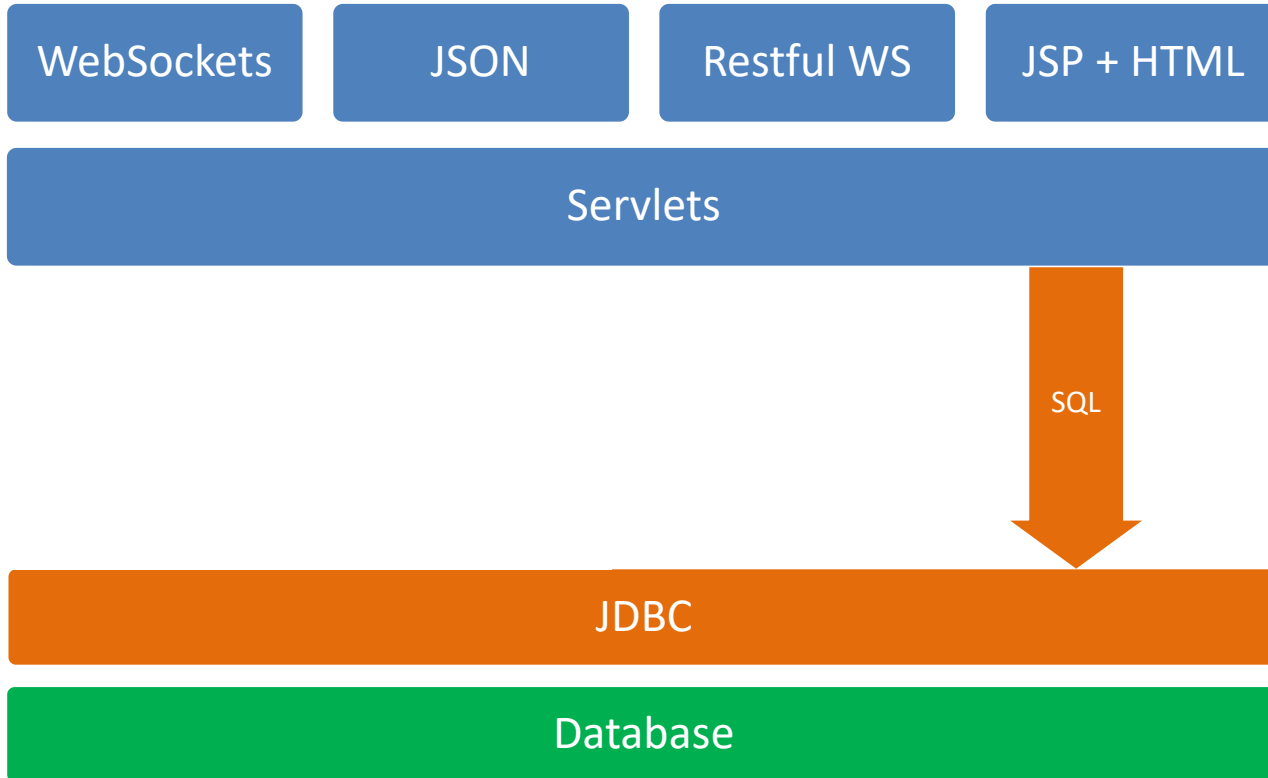 WebSockets
JSON
Restful WS
JSP + HTML
Servlets
SQL
JDBC
Database